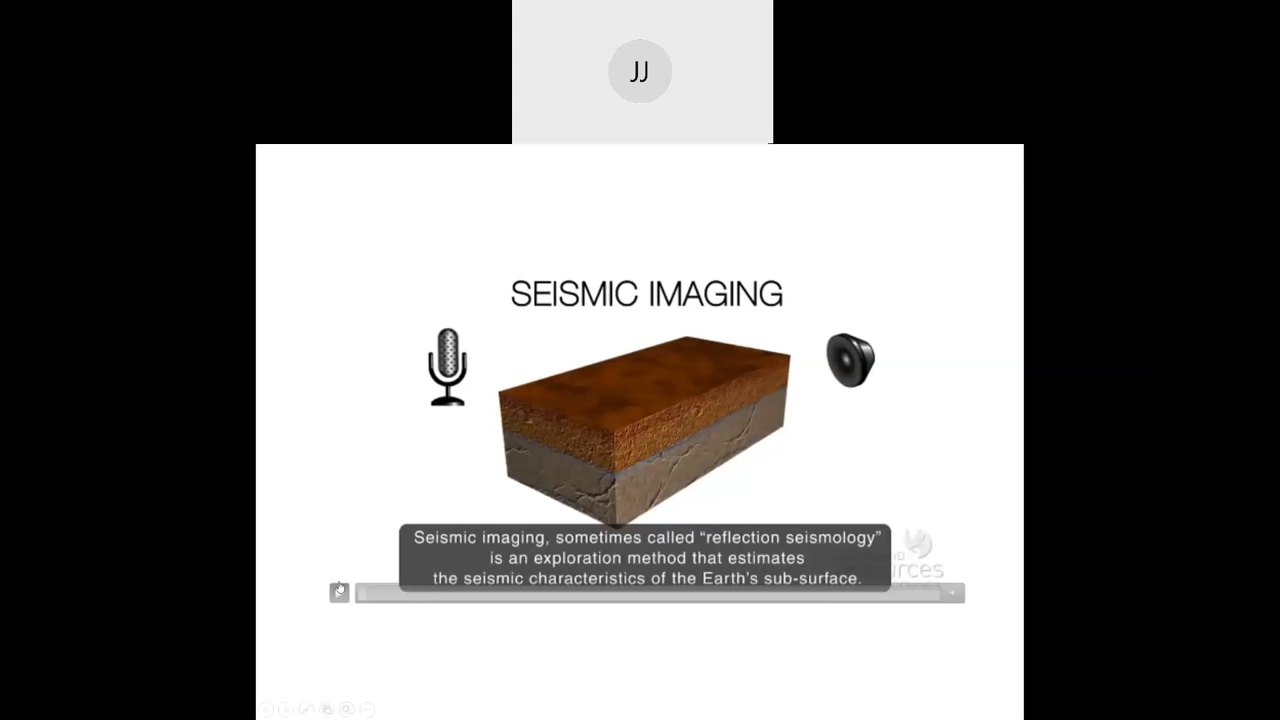 JJ
SEISMIC IMAGING
Seismic imaging, sometimes called “reflection seismology”
is an exploration method that estimates
the seismic characteristics of the Earth’s sub-surface.